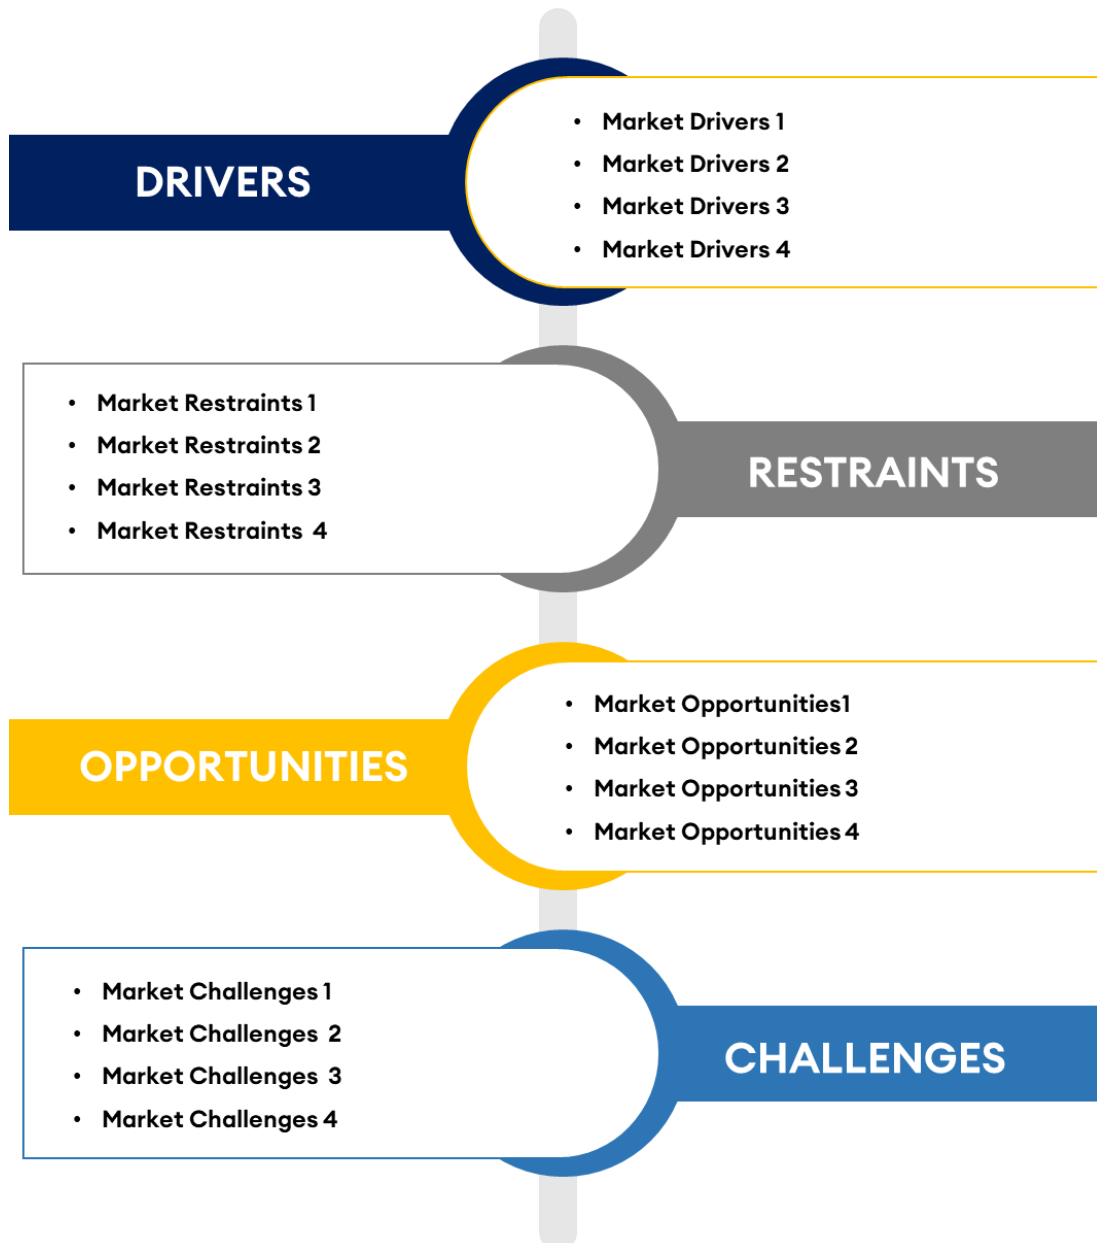 DRIVERS
• Market Drivers 1
• Market Drivers 2
• Market Drivers 3
• Market Drivers 4
• Market Restraints 1
• Market Restraints 2
• Market Restraints 3
• Market Restraints 4
RESTRAINTS
OPPORTUNITIES
• Market Opportunities1
• Market Opportunities 2
• Market Opportunities 3
• Market Opportunities 4
• Market Challenges 1
• Market Challenges 2
• Market Challenges 3
• Market Challenges 4
CHALLENGES